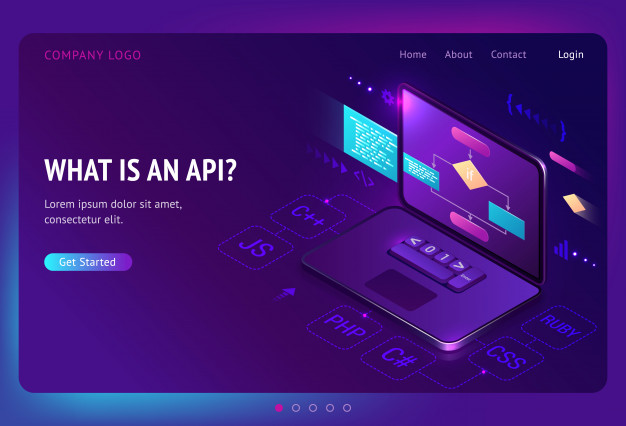 COMPANY LOGO
Home
About
Contact
Login
WHAT IS AN API?
Lorem ipsum dolor sit amet,
consectetur elit.
Get Started
</>
if
C++
JS
< 0 1 >
PHP
C#
CSS
RUBY